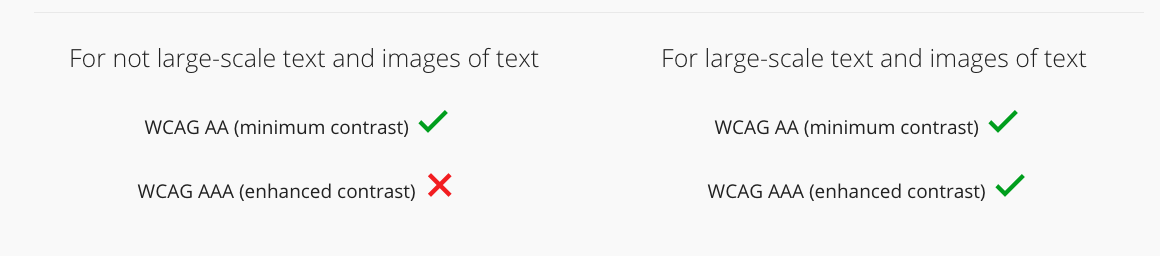 For not large-scale text and images of text
WCAG AA (minimum contrast)
WCAG AAA (enhanced contrast)
For large-scale text and images of text
WCAG AA (minimum contrast)
WCAG AAA (enhanced contrast)